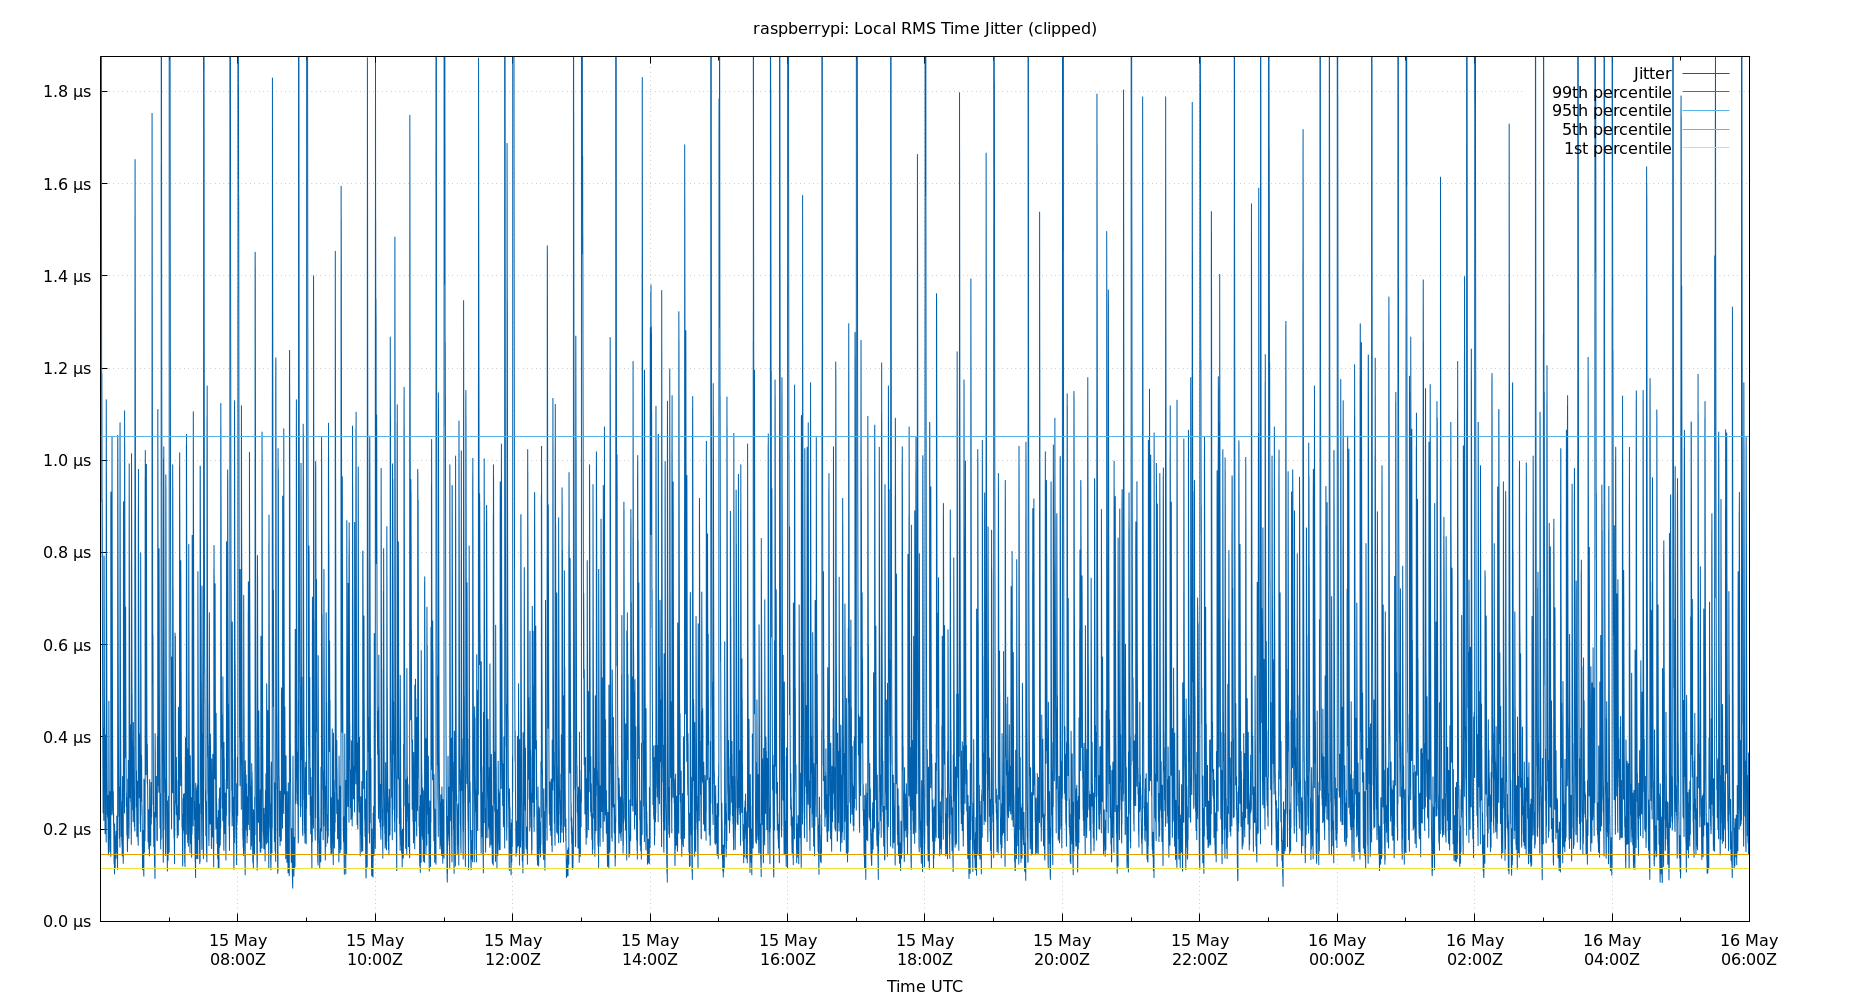 raspberrypi: Local RMS Time Jitter (clipped)
1.8 µs
1.6 µs
1.4 µs
1.2 µs
1.0 µs
0.8 µs
0.6 µs
0.4 µs
0.2 µs
0.0 µs
Jitter
99th percentile
95th percentile
5th percentile
1st percentile
15 May 15 May 15 May 15 May 15 May 15 May 15 May 15 May 16 May 16 May 16 May 16 May
08:00Z 10:00Z 12:00Z 14:00Z 16:00Z 18:00Z 20:00Z 22:00Z 00:00Z 02:00Z 04:00Z 06:00Z
Time UTC